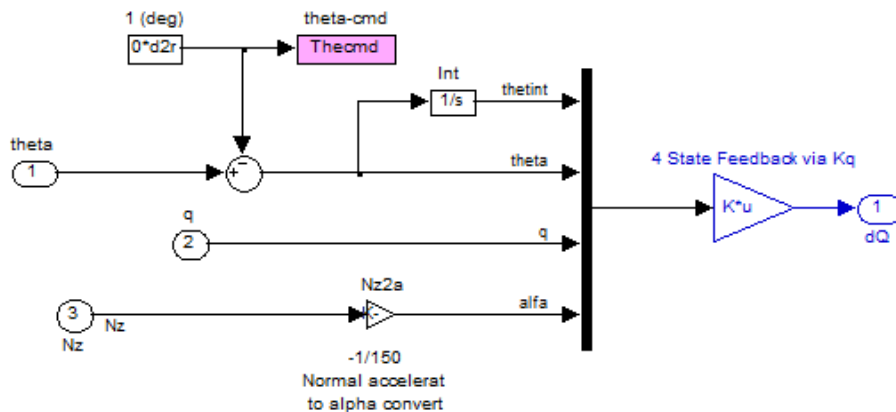 1 (deg)
theta-cmd
0*d2r
Thecmd
Int
1/s
thetint
theta
1
+
−
theta
4 State Feedback via Kq
K*u
1
dQ
q
2
q
Nz2a
3
Nz
Nz
alfa
-1/150
Normal accelerat
to alpha convert